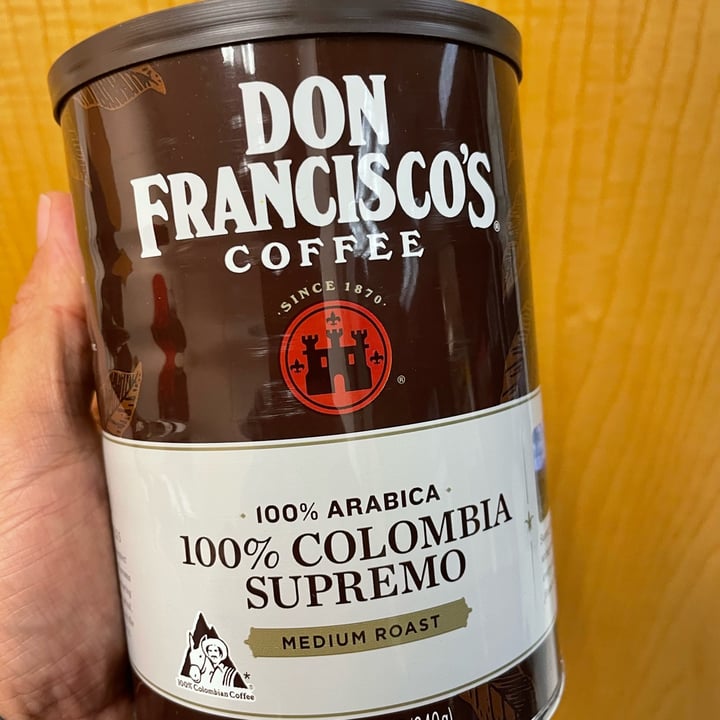 DON
FRANCISCO'S®
COFFEE
·SINCE 1870·
®
100% ARABICA
100% COLOMBIA
SUPREMO
MEDIUM ROAST
100% Colombian Coffee
*